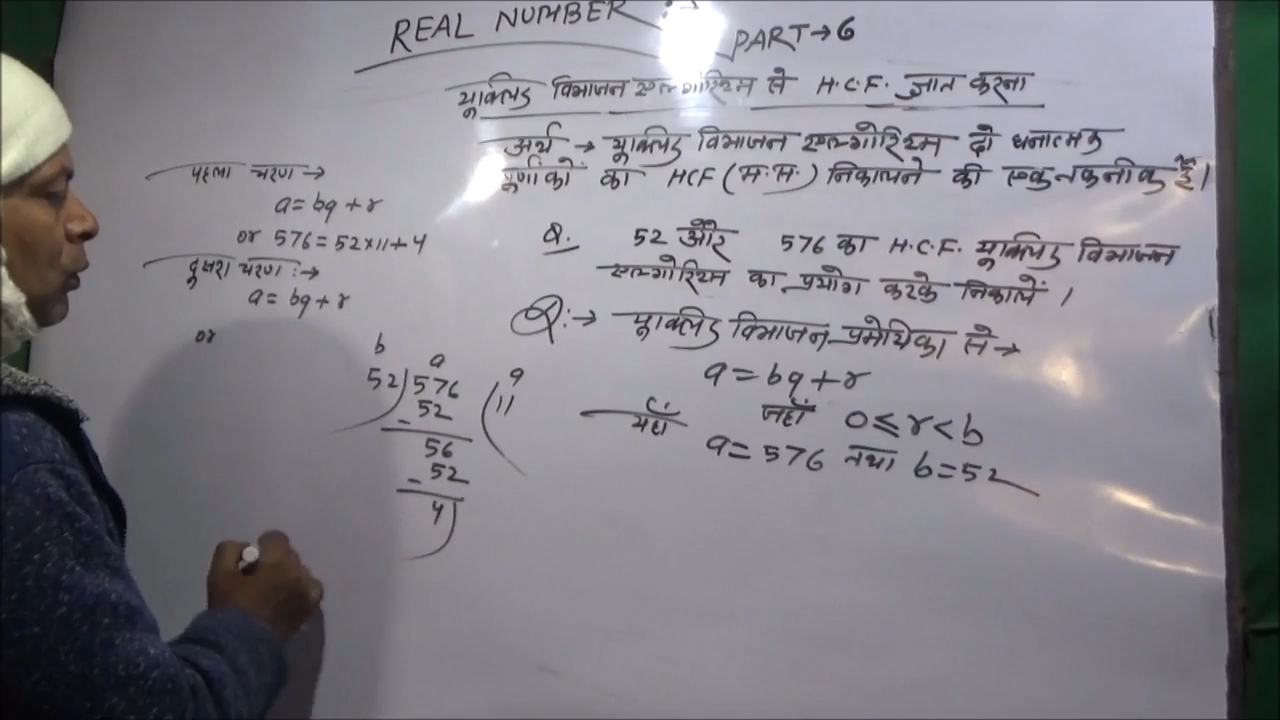 REAL NUMBER :
PART → 6
यूक्लिड विभाजन एल्गोरिथ्म से H.C.F. ज्ञात करना
अर्थ → यूक्लिड विभाजन एल्गोरिथ्म दो धनात्मक
पूर्णांकों का HCF (म.स.) निकालने की एक तकनीक है।
Q. 52 और 576 का H.C.F. यूक्लिड विभाजन
एल्गोरिथ्म का प्रयोग करके निकालें।
:→ यूक्लिड विभाजन प्रमेयिका से →
a = bq + r
जहाँ 0 ≤ r < b
यहाँ a = 576 तथा b = 52
पहला चरण →
a = bq + r
or 576 = 52 × 11 + 4
दूसरा चरण :→
a = bq + r
or
b a q
52) 576 ( 11
- 52
56
- 52
4